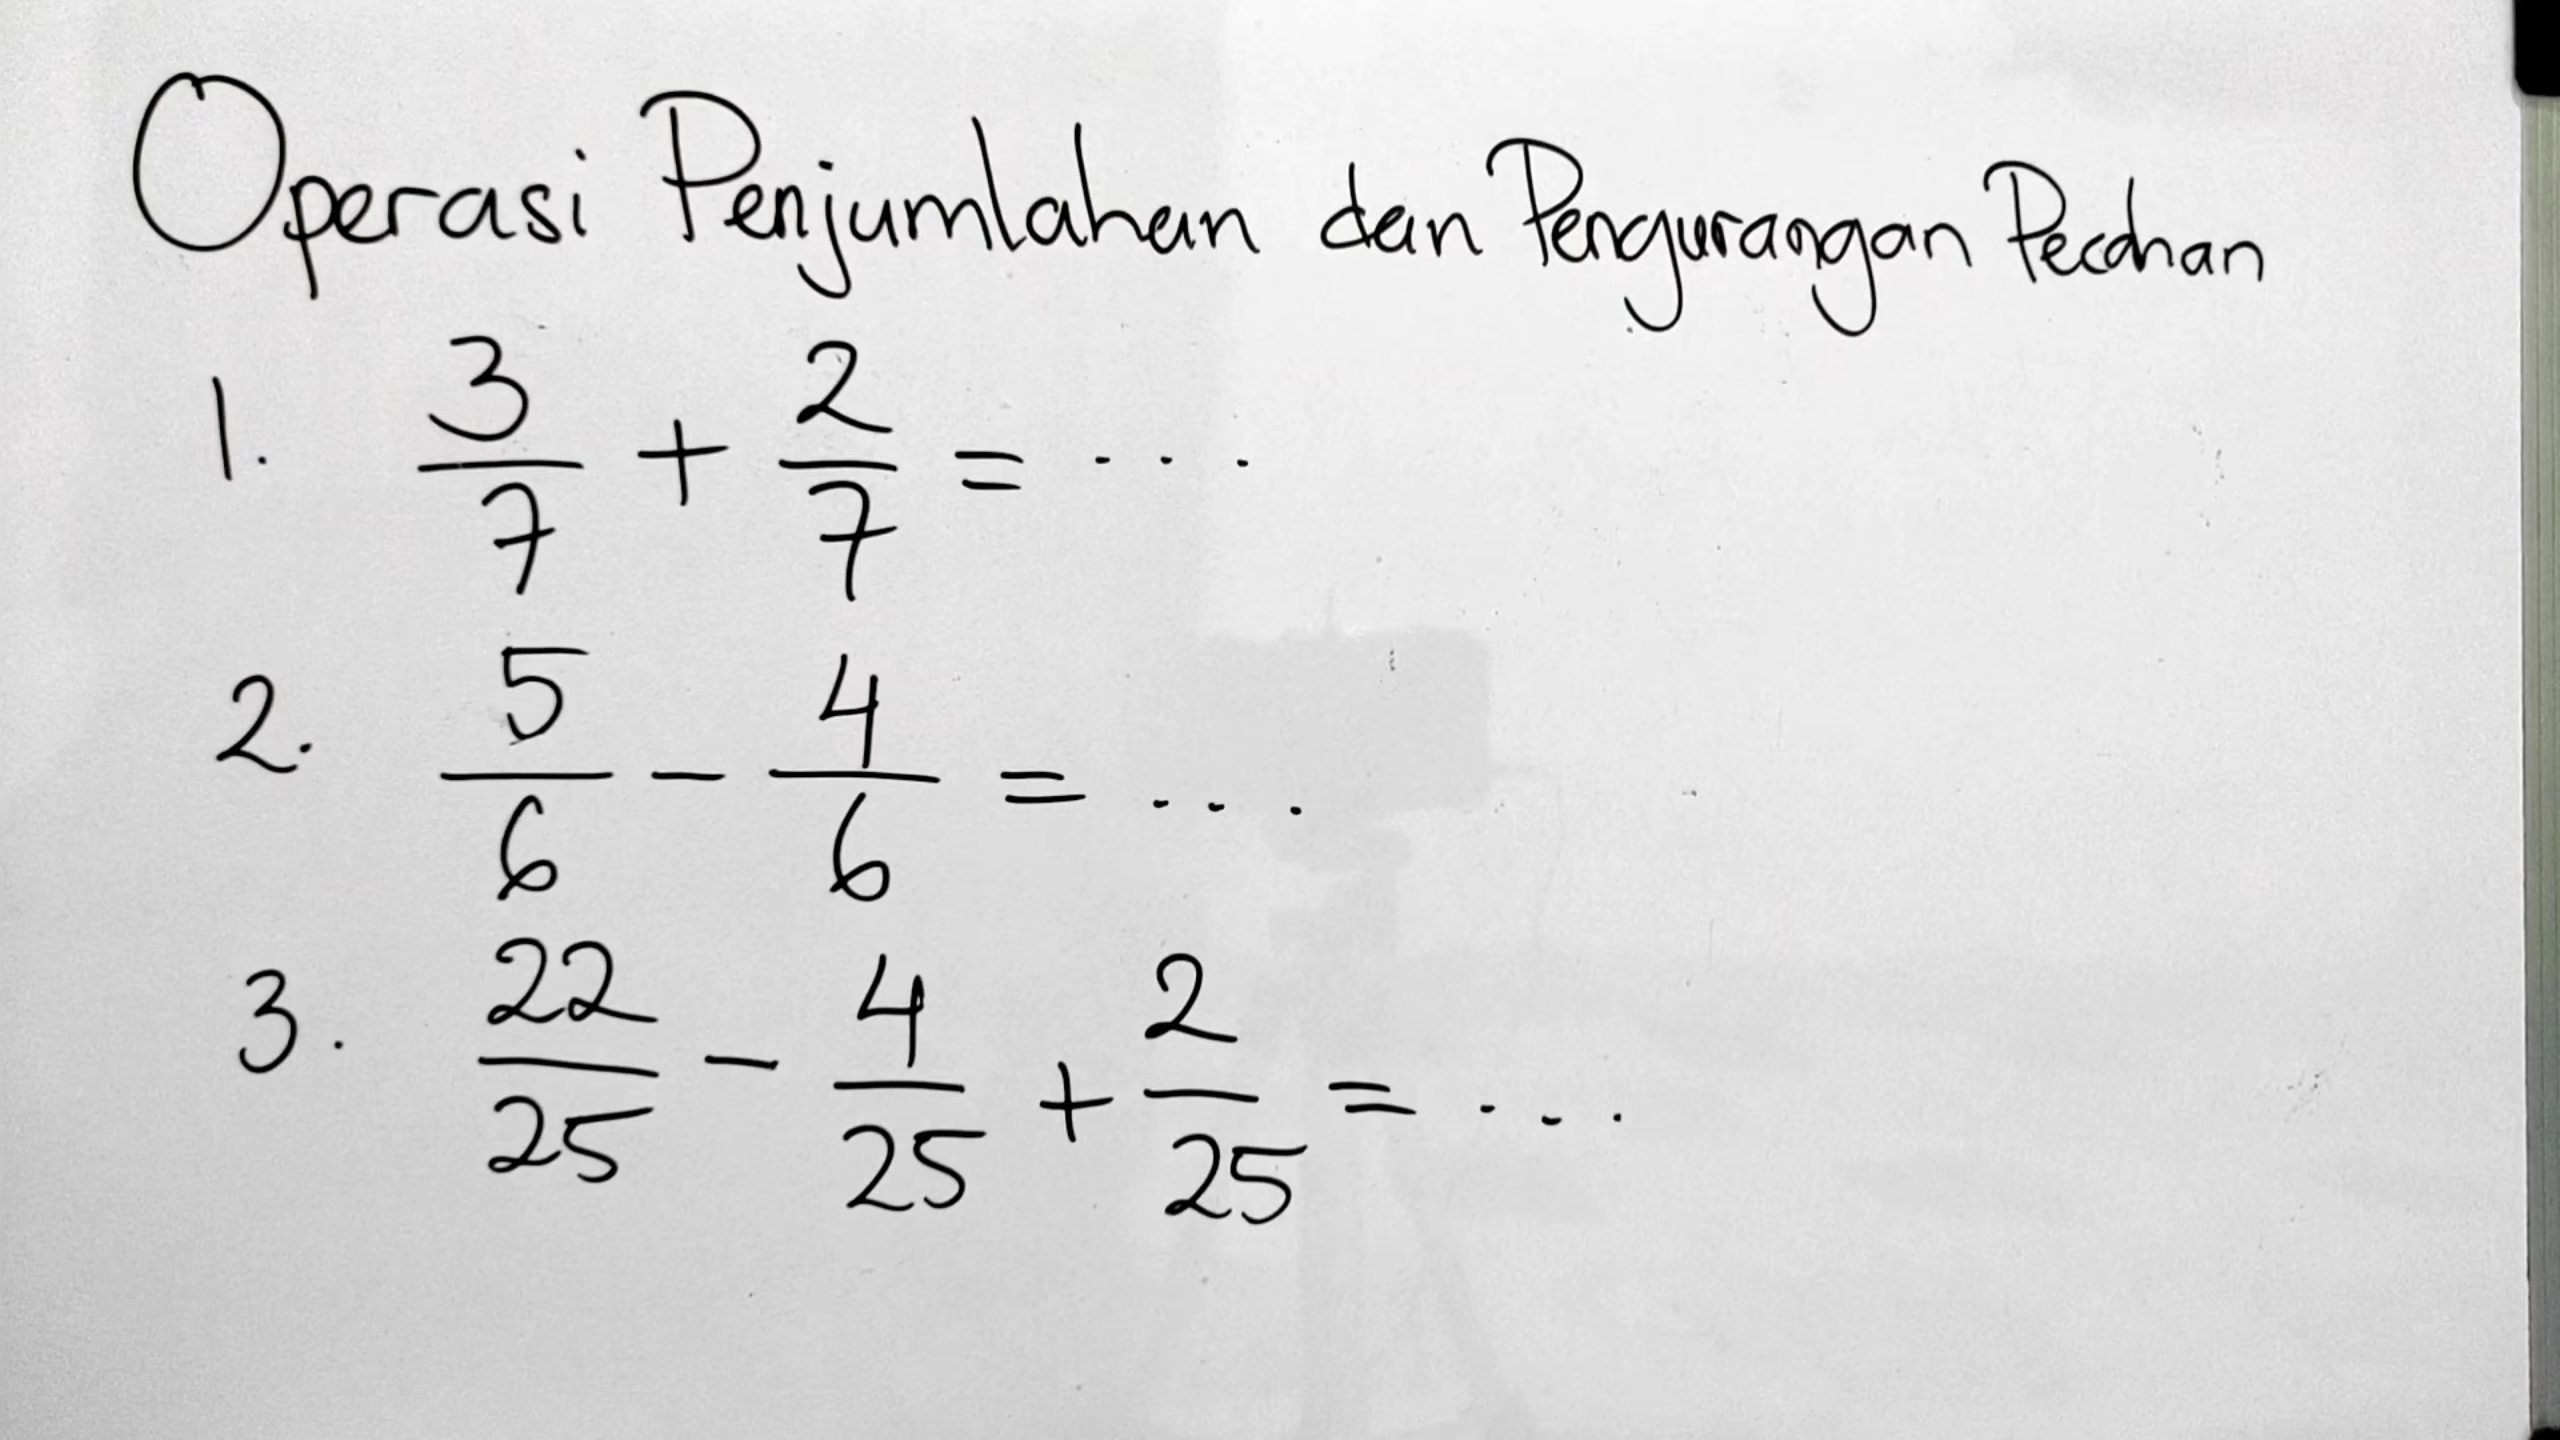 Operasi Penjumlahan dan Pengurangan Pecahan
1. 3/7 + 2/7 = ...
2. 5/6 - 4/6 = ...
3. 22/25 - 4/25 + 2/25 = ...